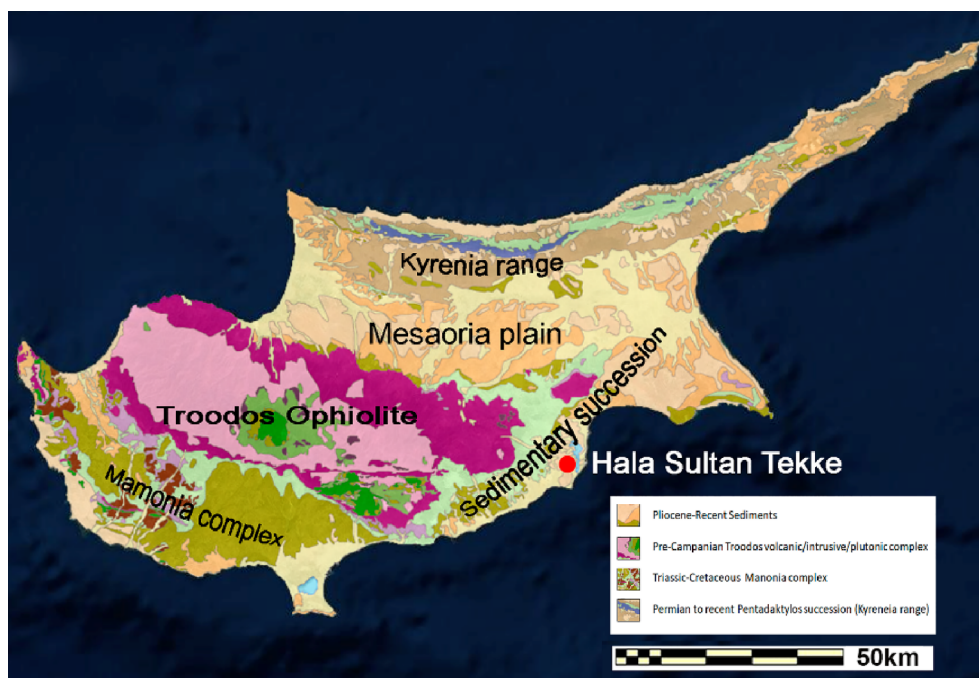 Kyrenia range
Mesaoria plain
Troodos Ophiolite
Sedimentary succession
Mamonia complex
Hala Sultan Tekke
Pliocene-Recent Sediments
Pre-Campanian Troodos volcanic/intrusive/plutonic complex
Triassic-Cretaceous Manonia complex
Permian to recent Pentadaktylos succession (Kyreneia range)
50km